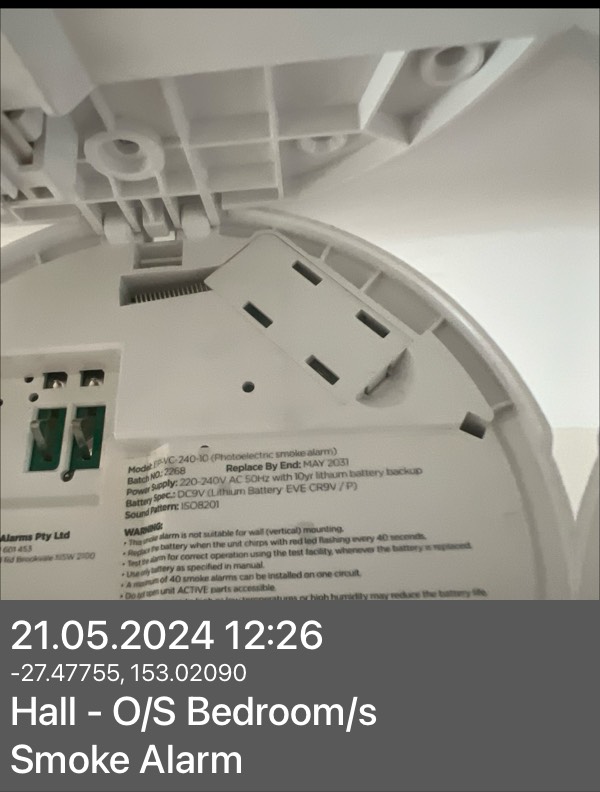 Model: FP-VC-240-10 (Photoelectric smoke alarm)
Batch NO: 2268 Replace By End: MAY 2031
Power Supply: 220-240V AC 50Hz with 10yr lithium battery backup
Battery Spec.: DC9V (Lithium Battery EVE CR9V / P)
Sound Pattern: ISO8201
WARNING:
• This smoke alarm is not suitable for wall (vertical) mounting.
• Replace the battery when the unit chirps with red led flashing every 40 seconds.
• Test the alarm for correct operation using the test facility, whenever the battery is replaced.
• Use only battery as specified in manual.
• A maximum of 40 smoke alarms can be installed on one circuit.
• Do not open unit ACTIVE parts accessible.
low temperatures or high humidity may reduce the battery life.
Alarms Pty Ltd
601 453
Rd Brookvale NSW 2100
21.05.2024 12:26
-27.47755, 153.02090
Hall - O/S Bedroom/s
Smoke Alarm